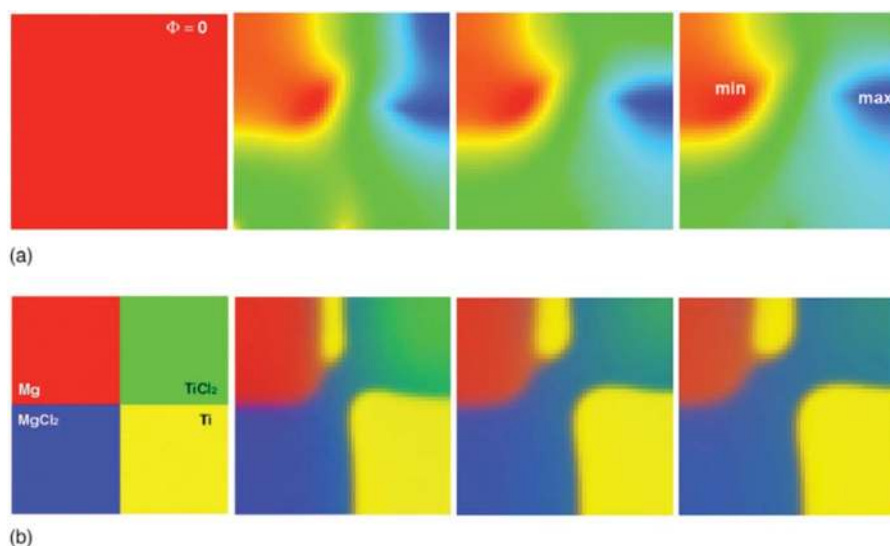 Φ = 0
min
max
(a)
Mg
TiCl₂
MgCl₂
Ti
(b)